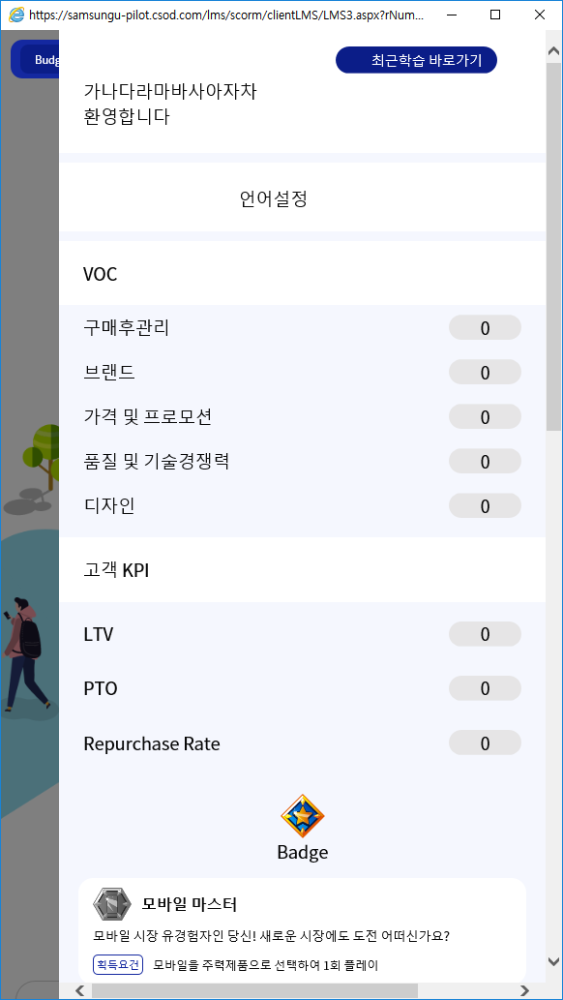 https://samsungu-pilot.csod.com/lms/scorm/clientLMS/LMS3.aspx?rNum...
Budg
최근학습 바로가기
가나다라마바사아자차
환영합니다
언어설정
VOC
구매후관리 0
브랜드 0
가격 및 프로모션 0
품질 및 기술경쟁력 0
디자인 0
고객 KPI
LTV 0
PTO 0
Repurchase Rate 0
Badge
모바일 마스터
모바일 시장 유경험자인 당신! 새로운 시장에도 도전 어떠신가요?
획득요건 모바일을 주력제품으로 선택하여 1회 플레이